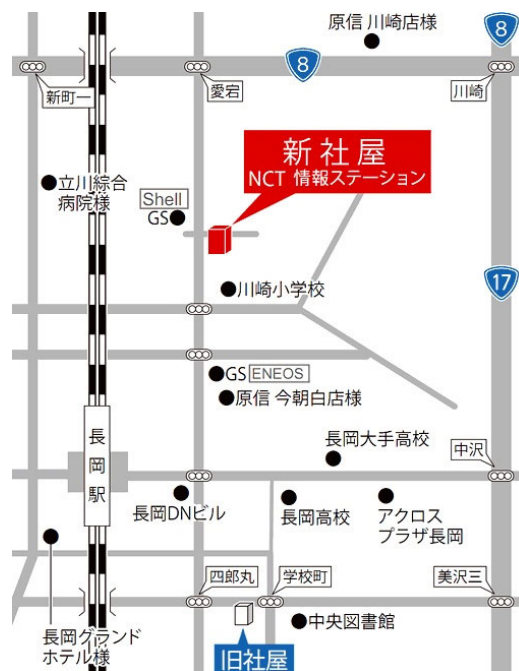 原信 川崎店様
8
8
新町一
愛宕
川崎
新社屋
NCT 情報ステーション
立川綜合
病院様
Shell
GS
17
川崎小学校
GS ENEOS
原信 今朝白店様
長岡駅
長岡大手高校
中沢
長岡DNビル
長岡高校
アクロス
プラザ長岡
四郎丸
学校町
美沢三
長岡グランド
ホテル様
旧社屋
中央図書館